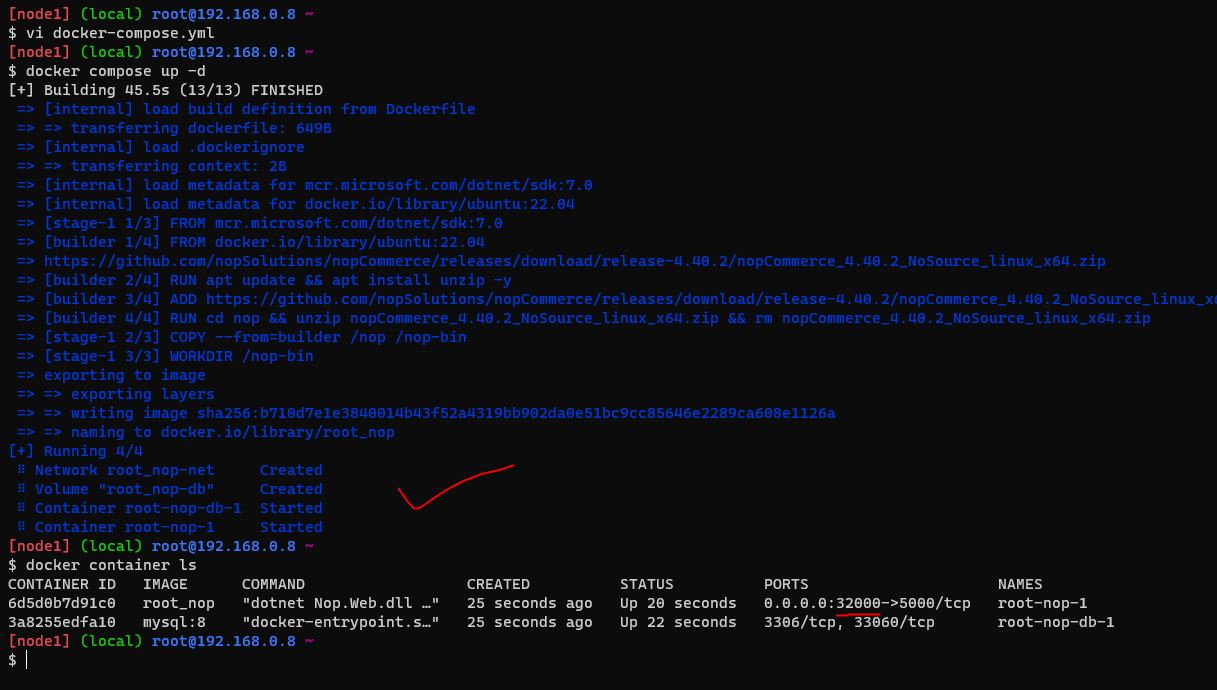 [node1] (local) root@192.168.0.8 ~
$ vi docker-compose.yml
[node1] (local) root@192.168.0.8 ~
$ docker compose up -d
[+] Building 45.5s (13/13) FINISHED
=> [internal] load build definition from Dockerfile
=> => transferring dockerfile: 649B
=> [internal] load .dockerignore
=> => transferring context: 2B
=> [internal] load metadata for mcr.microsoft.com/dotnet/sdk:7.0
=> [internal] load metadata for docker.io/library/ubuntu:22.04
=> [stage-1 1/3] FROM mcr.microsoft.com/dotnet/sdk:7.0
=> [builder 1/4] FROM docker.io/library/ubuntu:22.04
=> https://github.com/nopSolutions/nopCommerce/releases/download/release-4.40.2/nopCommerce_4.40.2_NoSource_linux_x64.zip
=> [builder 2/4] RUN apt update && apt install unzip -y
=> [builder 3/4] ADD https://github.com/nopSolutions/nopCommerce/releases/download/release-4.40.2/nopCommerce_4.40.2_NoSource_linux_x
=> [builder 4/4] RUN cd nop && unzip nopCommerce_4.40.2_NoSource_linux_x64.zip && rm nopCommerce_4.40.2_NoSource_linux_x64.zip
=> [stage-1 2/3] COPY --from=builder /nop /nop-bin
=> [stage-1 3/3] WORKDIR /nop-bin
=> exporting to image
=> => exporting layers
=> => writing image sha256:b710d7e1e3840014b43f52a4319bb902da0e51bc9cc85646e2289ca608e1126a
=> => naming to docker.io/library/root_nop
[+] Running 4/4
⠿ Network root_nop-net Created
⠿ Volume "root_nop-db" Created
⠿ Container root-nop-db-1 Started
⠿ Container root-nop-1 Started
[node1] (local) root@192.168.0.8 ~
$ docker container ls
CONTAINER ID IMAGE COMMAND CREATED STATUS PORTS NAMES
6d5d0b7d91c0 root_nop "dotnet Nop.Web.dll …" 25 seconds ago Up 20 seconds 0.0.0.0:32000->5000/tcp root-nop-1
3a8255edfa10 mysql:8 "docker-entrypoint.s…" 25 seconds ago Up 22 seconds 3306/tcp, 33060/tcp root-nop-db-1
[node1] (local) root@192.168.0.8 ~
$